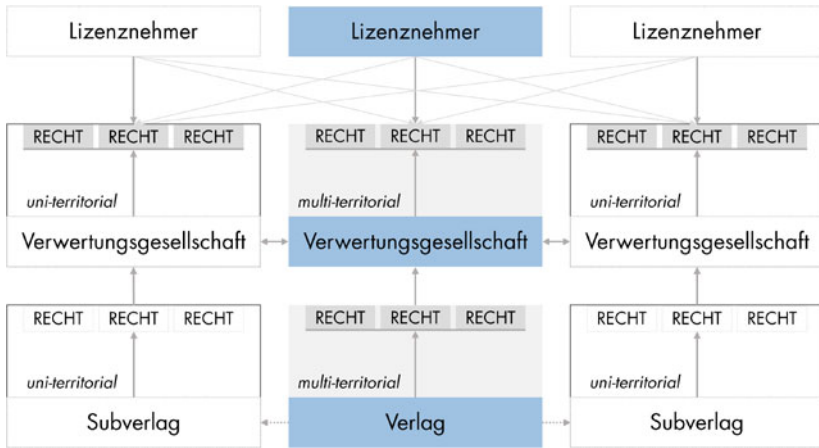 Lizenznehmer Lizenznehmer Lizenznehmer
RECHT RECHT RECHT RECHT RECHT RECHT RECHT RECHT RECHT
uni-territorial multi-territorial uni-territorial
Verwertungsgesellschaft Verwertungsgesellschaft Verwertungsgesellschaft
RECHT RECHT RECHT RECHT RECHT RECHT RECHT RECHT RECHT
uni-territorial multi-territorial uni-territorial
Subverlag Verlag Subverlag